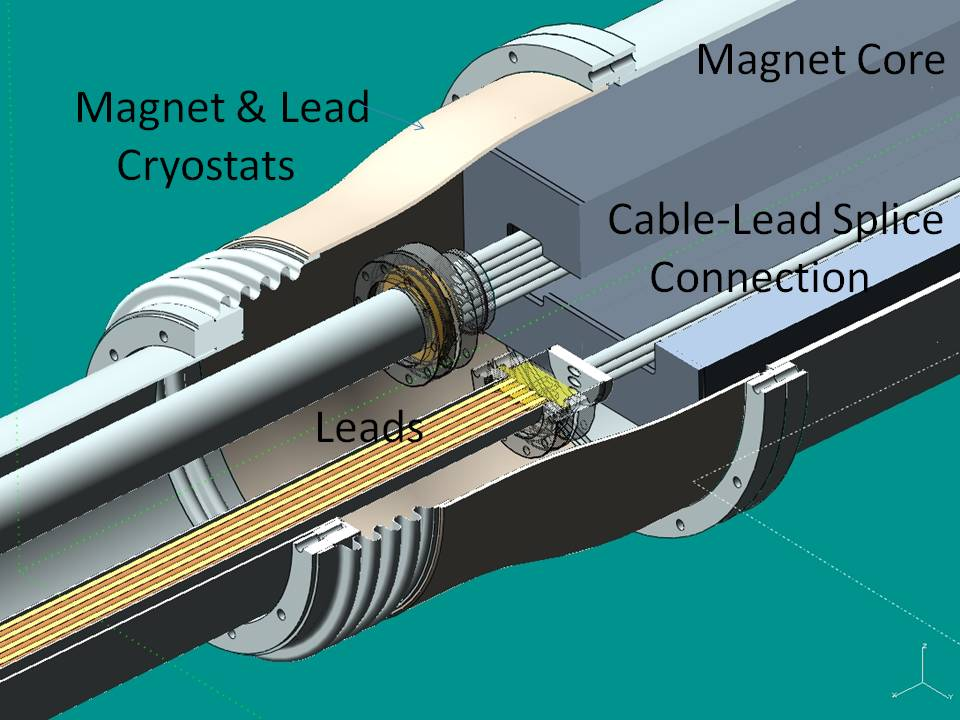 Magnet Core
Magnet & Lead
Cryostats
Cable-Lead Splice
Connection
Leads
z
x
y